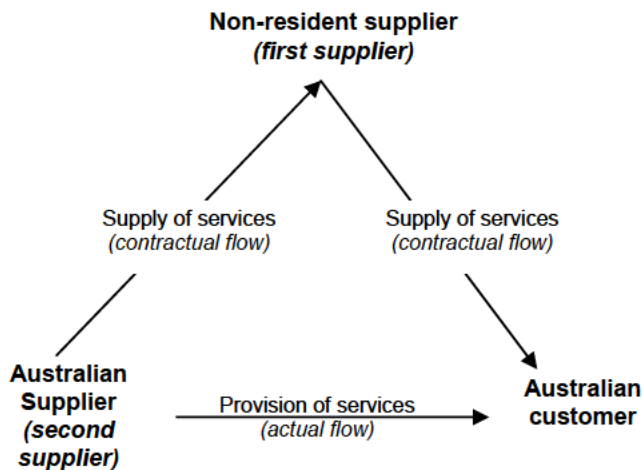 Non-resident supplier
(first supplier)
Supply of services
(contractual flow)
Supply of services
(contractual flow)
Australian
Supplier
(second
supplier)
Provision of services
(actual flow)
Australian
customer